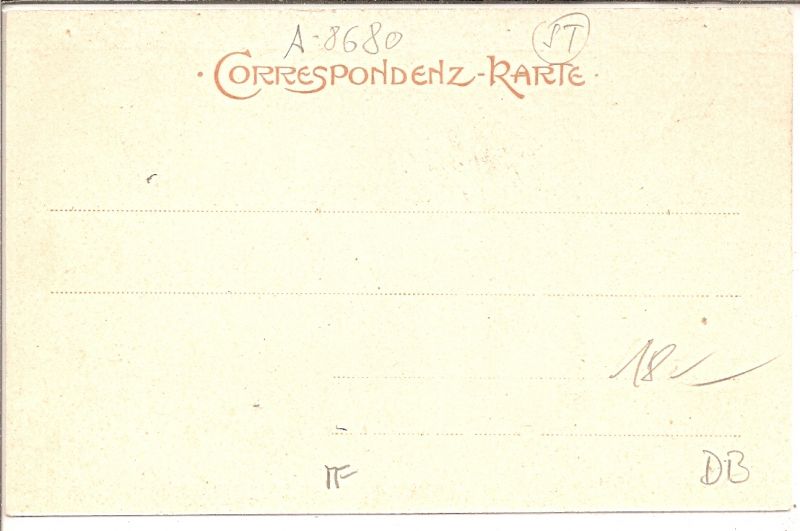 A-8680 ST
· CORRESPONDENZ-KARTE ·
18
DB